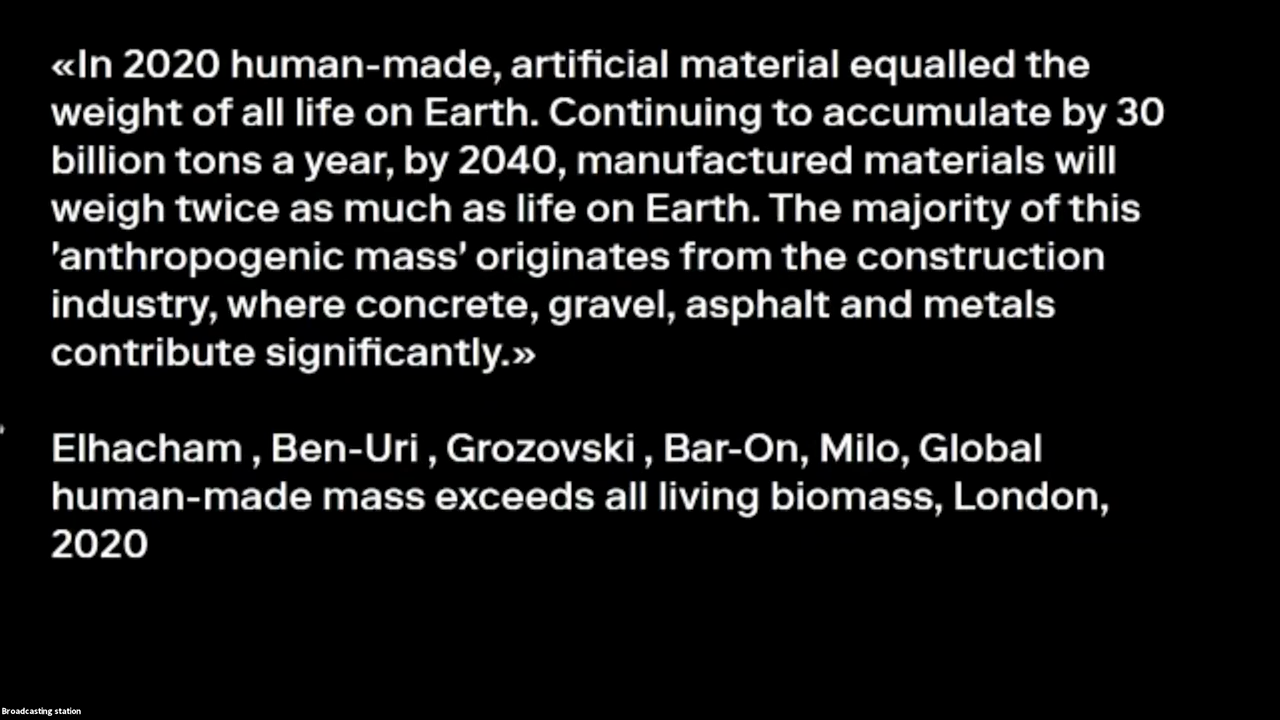 «In 2020 human-made, artificial material equalled the
weight of all life on Earth. Continuing to accumulate by 30
billion tons a year, by 2040, manufactured materials will
weigh twice as much as life on Earth. The majority of this
'anthropogenic mass' originates from the construction
industry, where concrete, gravel, asphalt and metals
contribute significantly.»
Elhacham , Ben-Uri , Grozovski , Bar-On, Milo, Global
human-made mass exceeds all living biomass, London,
2020
Broadcasting station